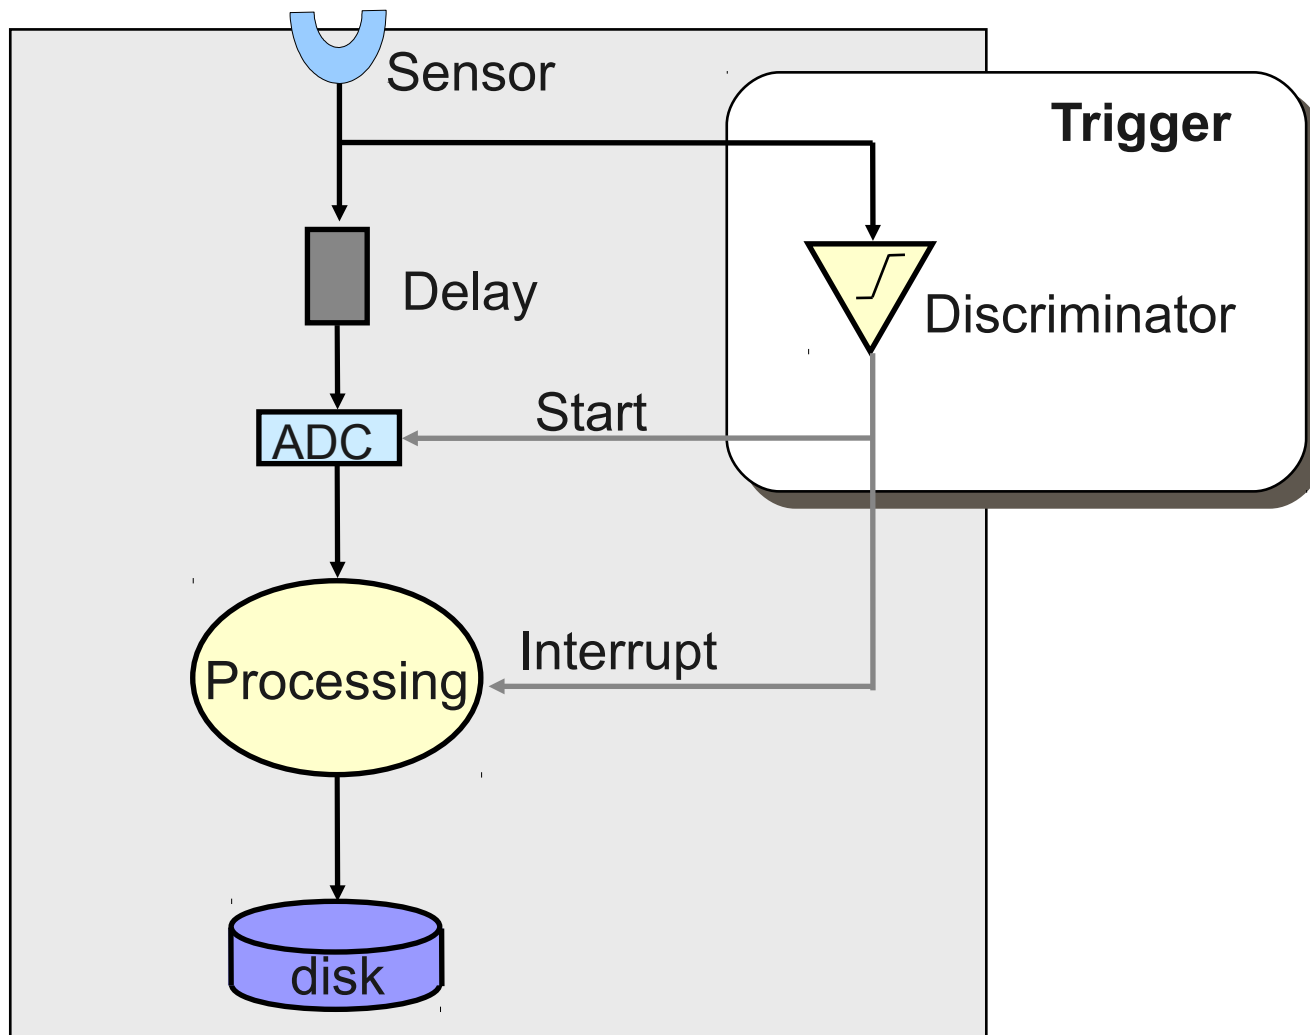 Sensor
Trigger
Delay
Discriminator
Start
ADC
Interrupt
Processing
disk